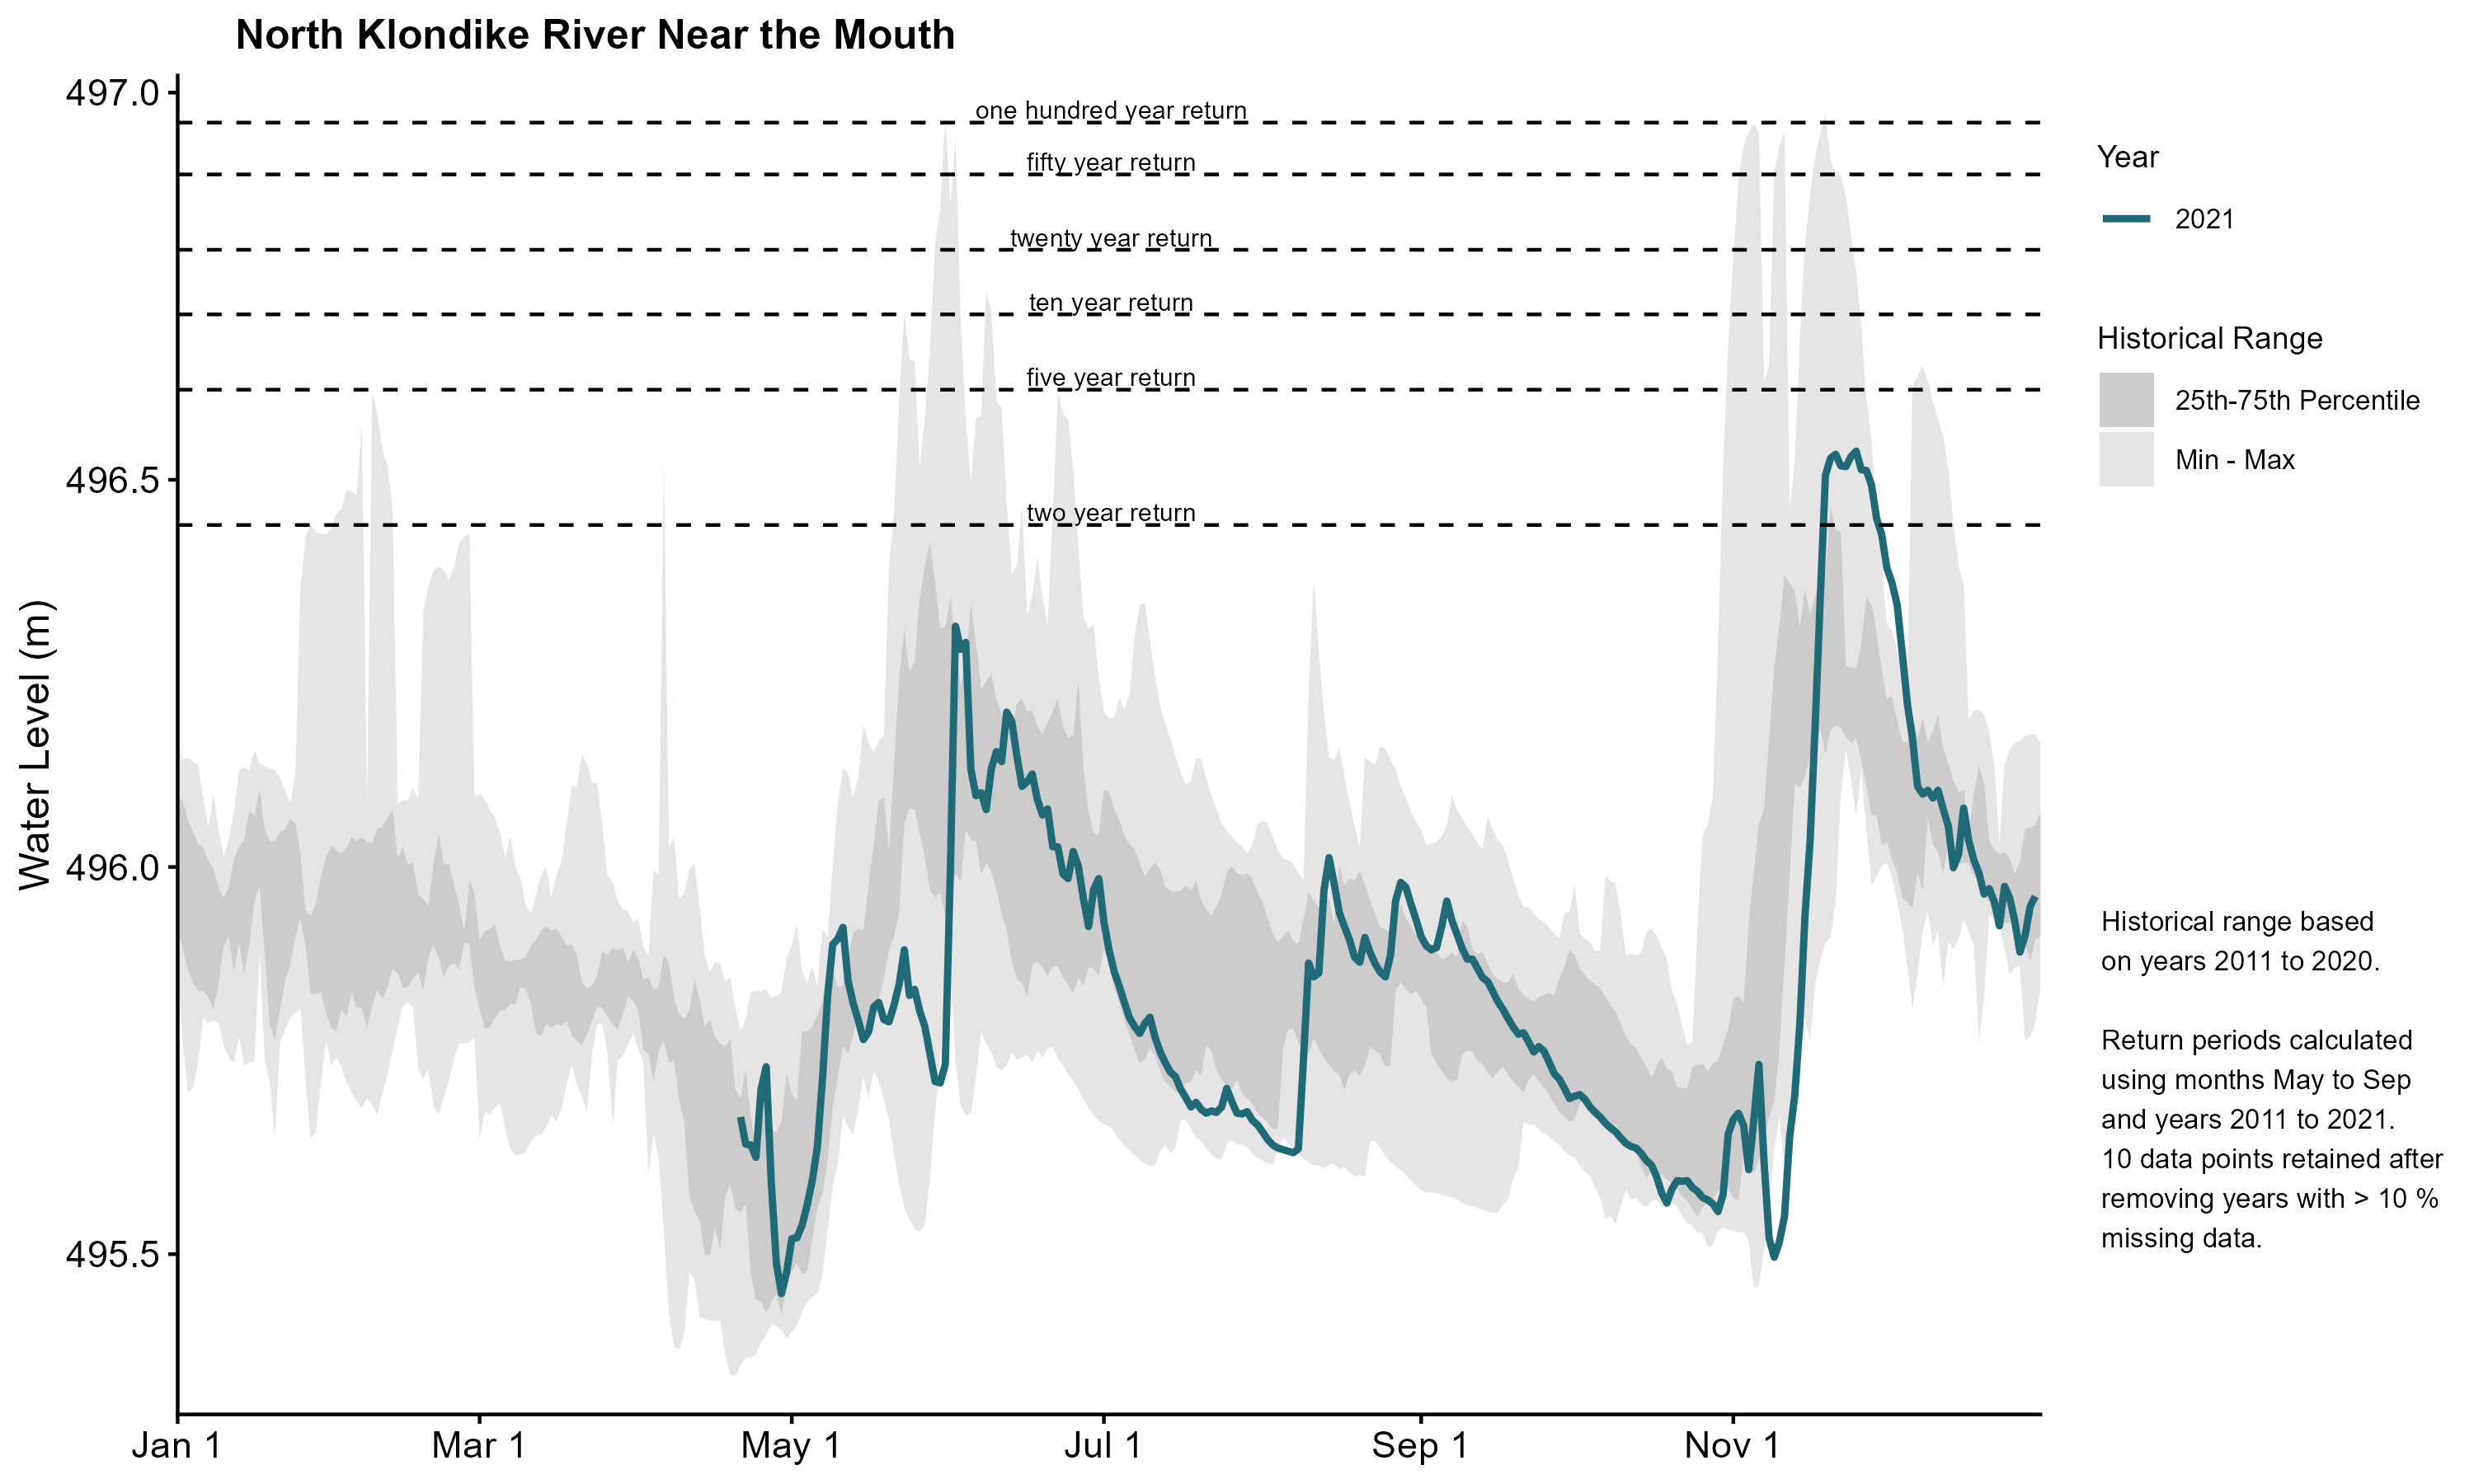 North Klondike River Near the Mouth
497.0
496.5
496.0
495.5
Water Level (m)
one hundred year return
fifty year return
twenty year return
ten year return
five year return
two year return
Jan 1
Mar 1
May 1
Jul 1
Sep 1
Nov 1
Year
2021
Historical Range
25th-75th Percentile
Min - Max
Historical range based
on years 2011 to 2020.
Return periods calculated
using months May to Sep
and years 2011 to 2021.
10 data points retained after
removing years with > 10 %
missing data.